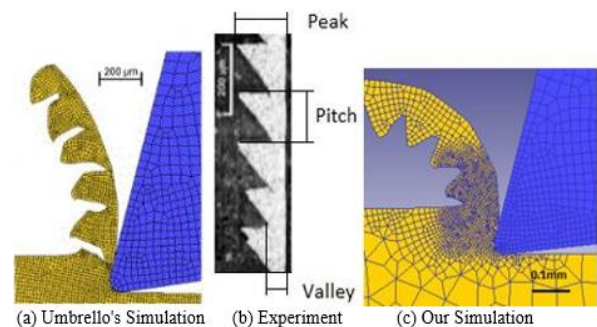 200 μm
200 μm
Peak
Pitch
Valley
0.1mm
(a) Umbrello's Simulation
(b) Experiment
(c) Our Simulation